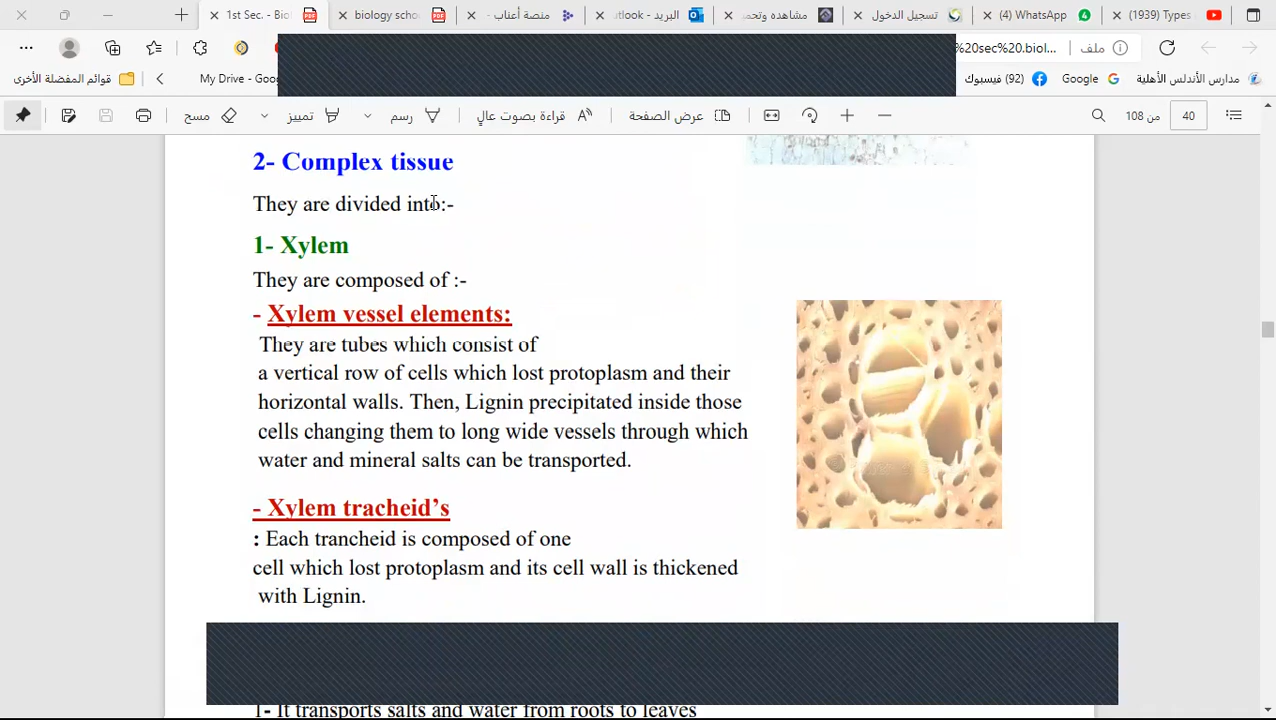 1st Sec. - Bio
biology scho
منصة أعناب -
البريد - utlook
مشاهده وتحمي
تسجيل الدخول
(4) WhatsApp
(1939) Types
%20sec%20.biol...
ملف
قوائم المفضلة الأخرى
My Drive - Goog
(92) فيسبوك
Google
مدارس الأندلس الأهلية
مسح
تمييز
رسم
قراءة بصوت عالٍ
عرض الصفحة
من 108
40
2- Complex tissue
They are divided into:-
1- Xylem
They are composed of :-
- Xylem vessel elements:
They are tubes which consist of
a vertical row of cells which lost protoplasm and their
horizontal walls. Then, Lignin precipitated inside those
cells changing them to long wide vessels through which
water and mineral salts can be transported.
- Xylem tracheid’s
: Each trancheid is composed of one
cell which lost protoplasm and its cell wall is thickened
with Lignin.
1- It transports salts and water from roots to leaves